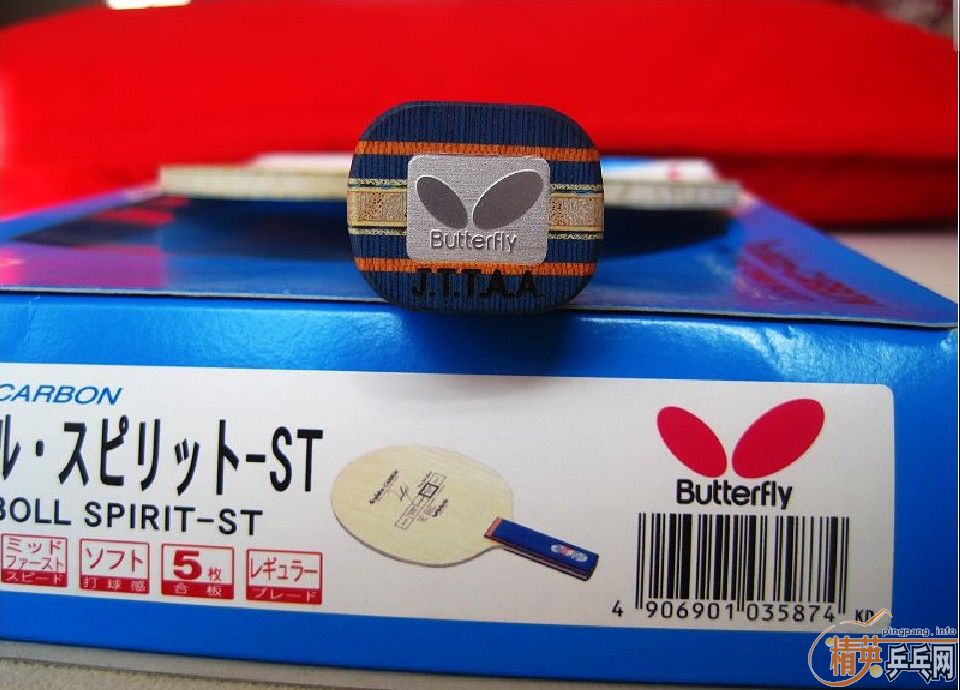 Butterfly
J.T.T.A.A.
CARBON
ル・スピリット-ST
BOLL SPIRIT-ST
ミッド
ファースト
スピード
ソフト
打球感
5枚
合板
レギュラー
ブレード
Butterfly
4 906901 035874 KD
pingpang.info
精英乒乓网